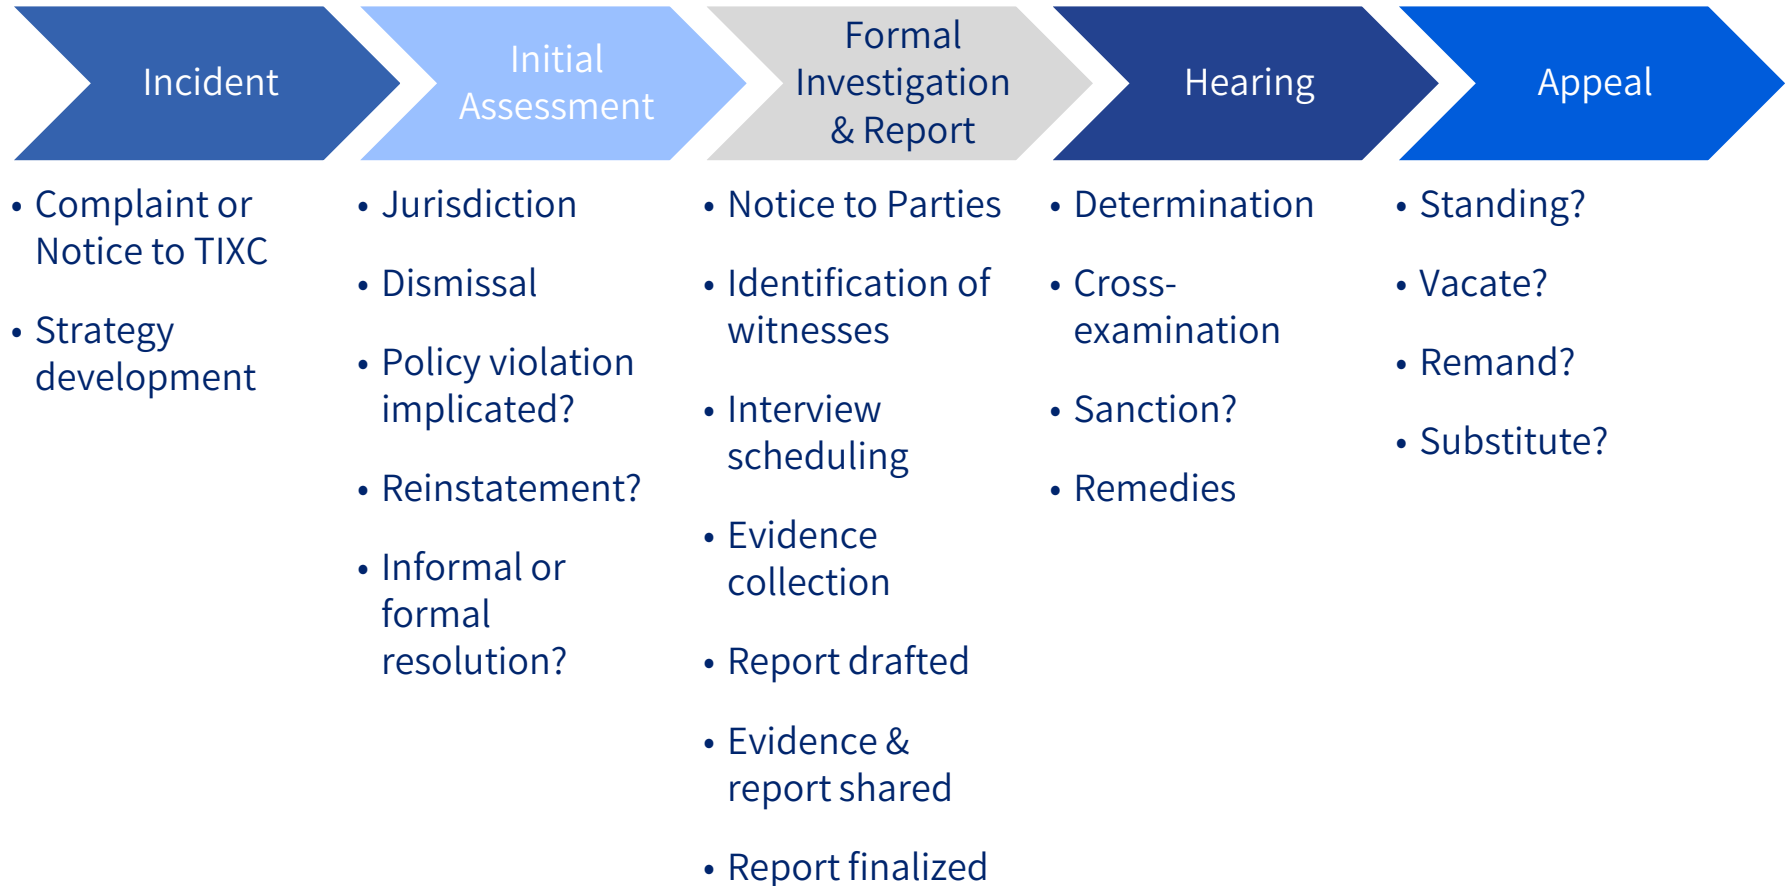 Incident
Initial
Assessment
Formal
Investigation
& Report
Hearing
Appeal
• Complaint or
Notice to TIXC
• Strategy
development
• Jurisdiction
• Dismissal
• Policy violation
implicated?
• Reinstatement?
• Informal or
formal
resolution?
• Notice to Parties
• Identification of
witnesses
• Interview
scheduling
• Evidence
collection
• Report drafted
• Evidence &
report shared
• Report finalized
• Determination
• Cross-
examination
• Sanction?
• Remedies
• Standing?
• Vacate?
• Remand?
• Substitute?